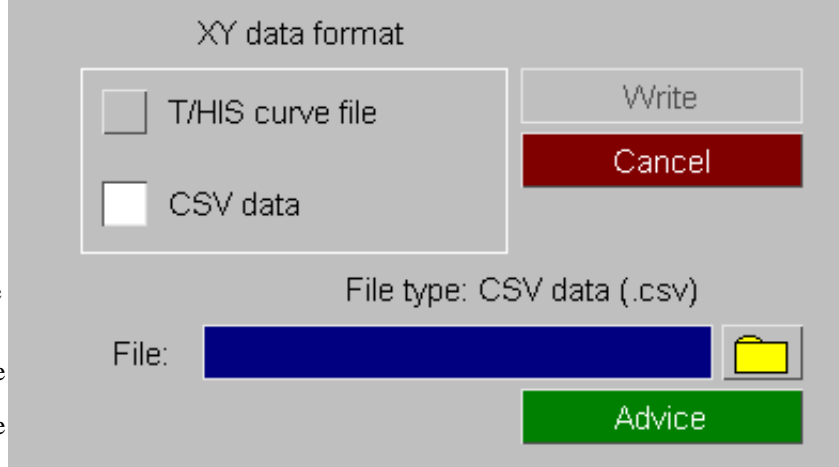 XY data format
T/HIS curve file
Write
Cancel
CSV data
File type: CSV data (.csv)
File:
Advice